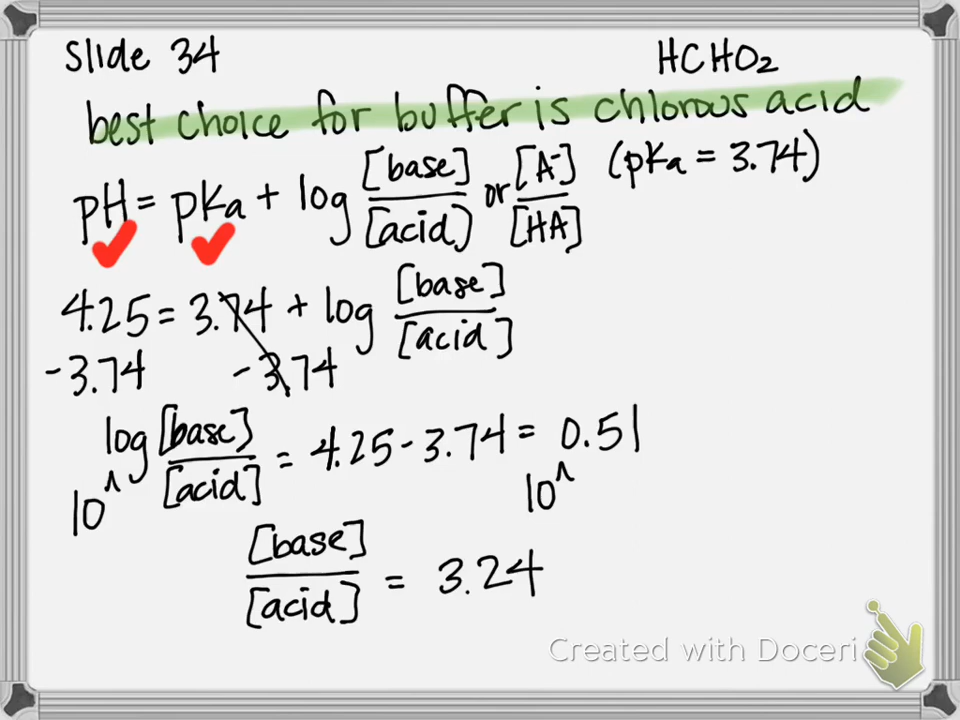 Slide 34
HCHO₂
best choice for buffer is chlorous acid
(pKa = 3.74)
pH = pKa + log [base]/[acid] or [A⁻]/[HA]
4.25 = 3.74 + log [base]/[acid]
-3.74 -3.74
log [base]/[acid] = 4.25 - 3.74 = 0.51
10^ 10^
[base]/[acid] = 3.24
Created with Doceri